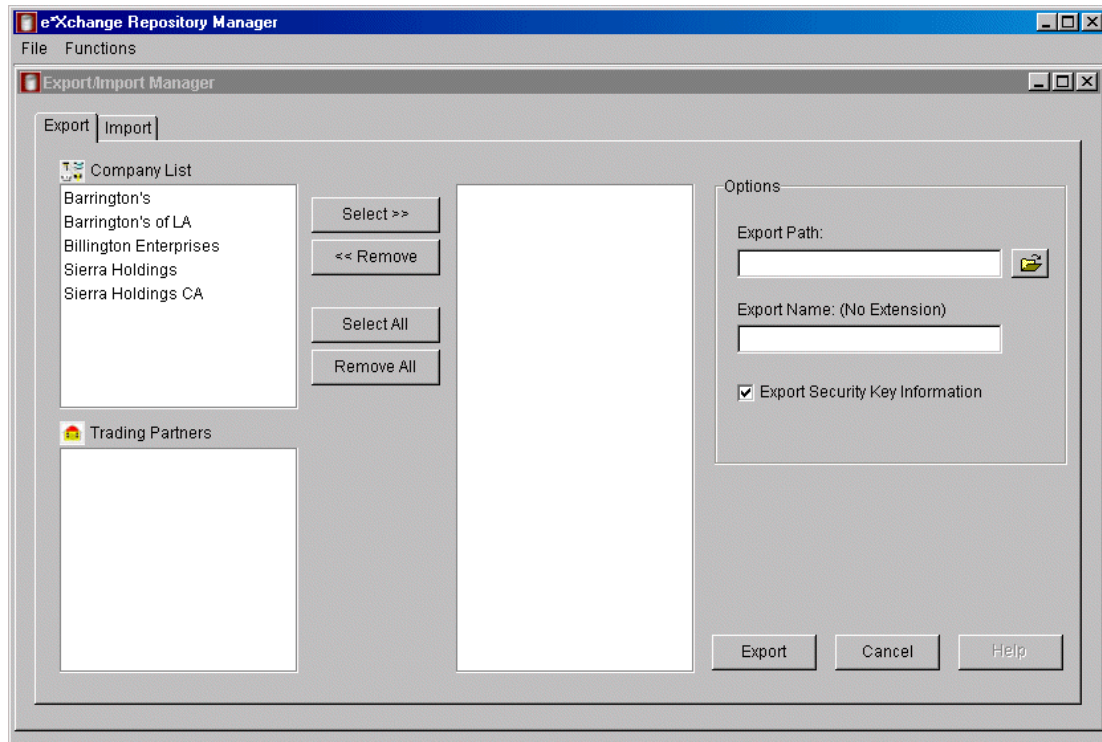 e*Xchange Repository Manager
File Functions
Export/Import Manager
Export Import
Company List
Barrington's
Barrington's of LA
Billington Enterprises
Sierra Holdings
Sierra Holdings CA
Select >>
<< Remove
Select All
Remove All
Trading Partners
Options
Export Path:
Export Name: (No Extension)
Export Security Key Information
Export Cancel Help